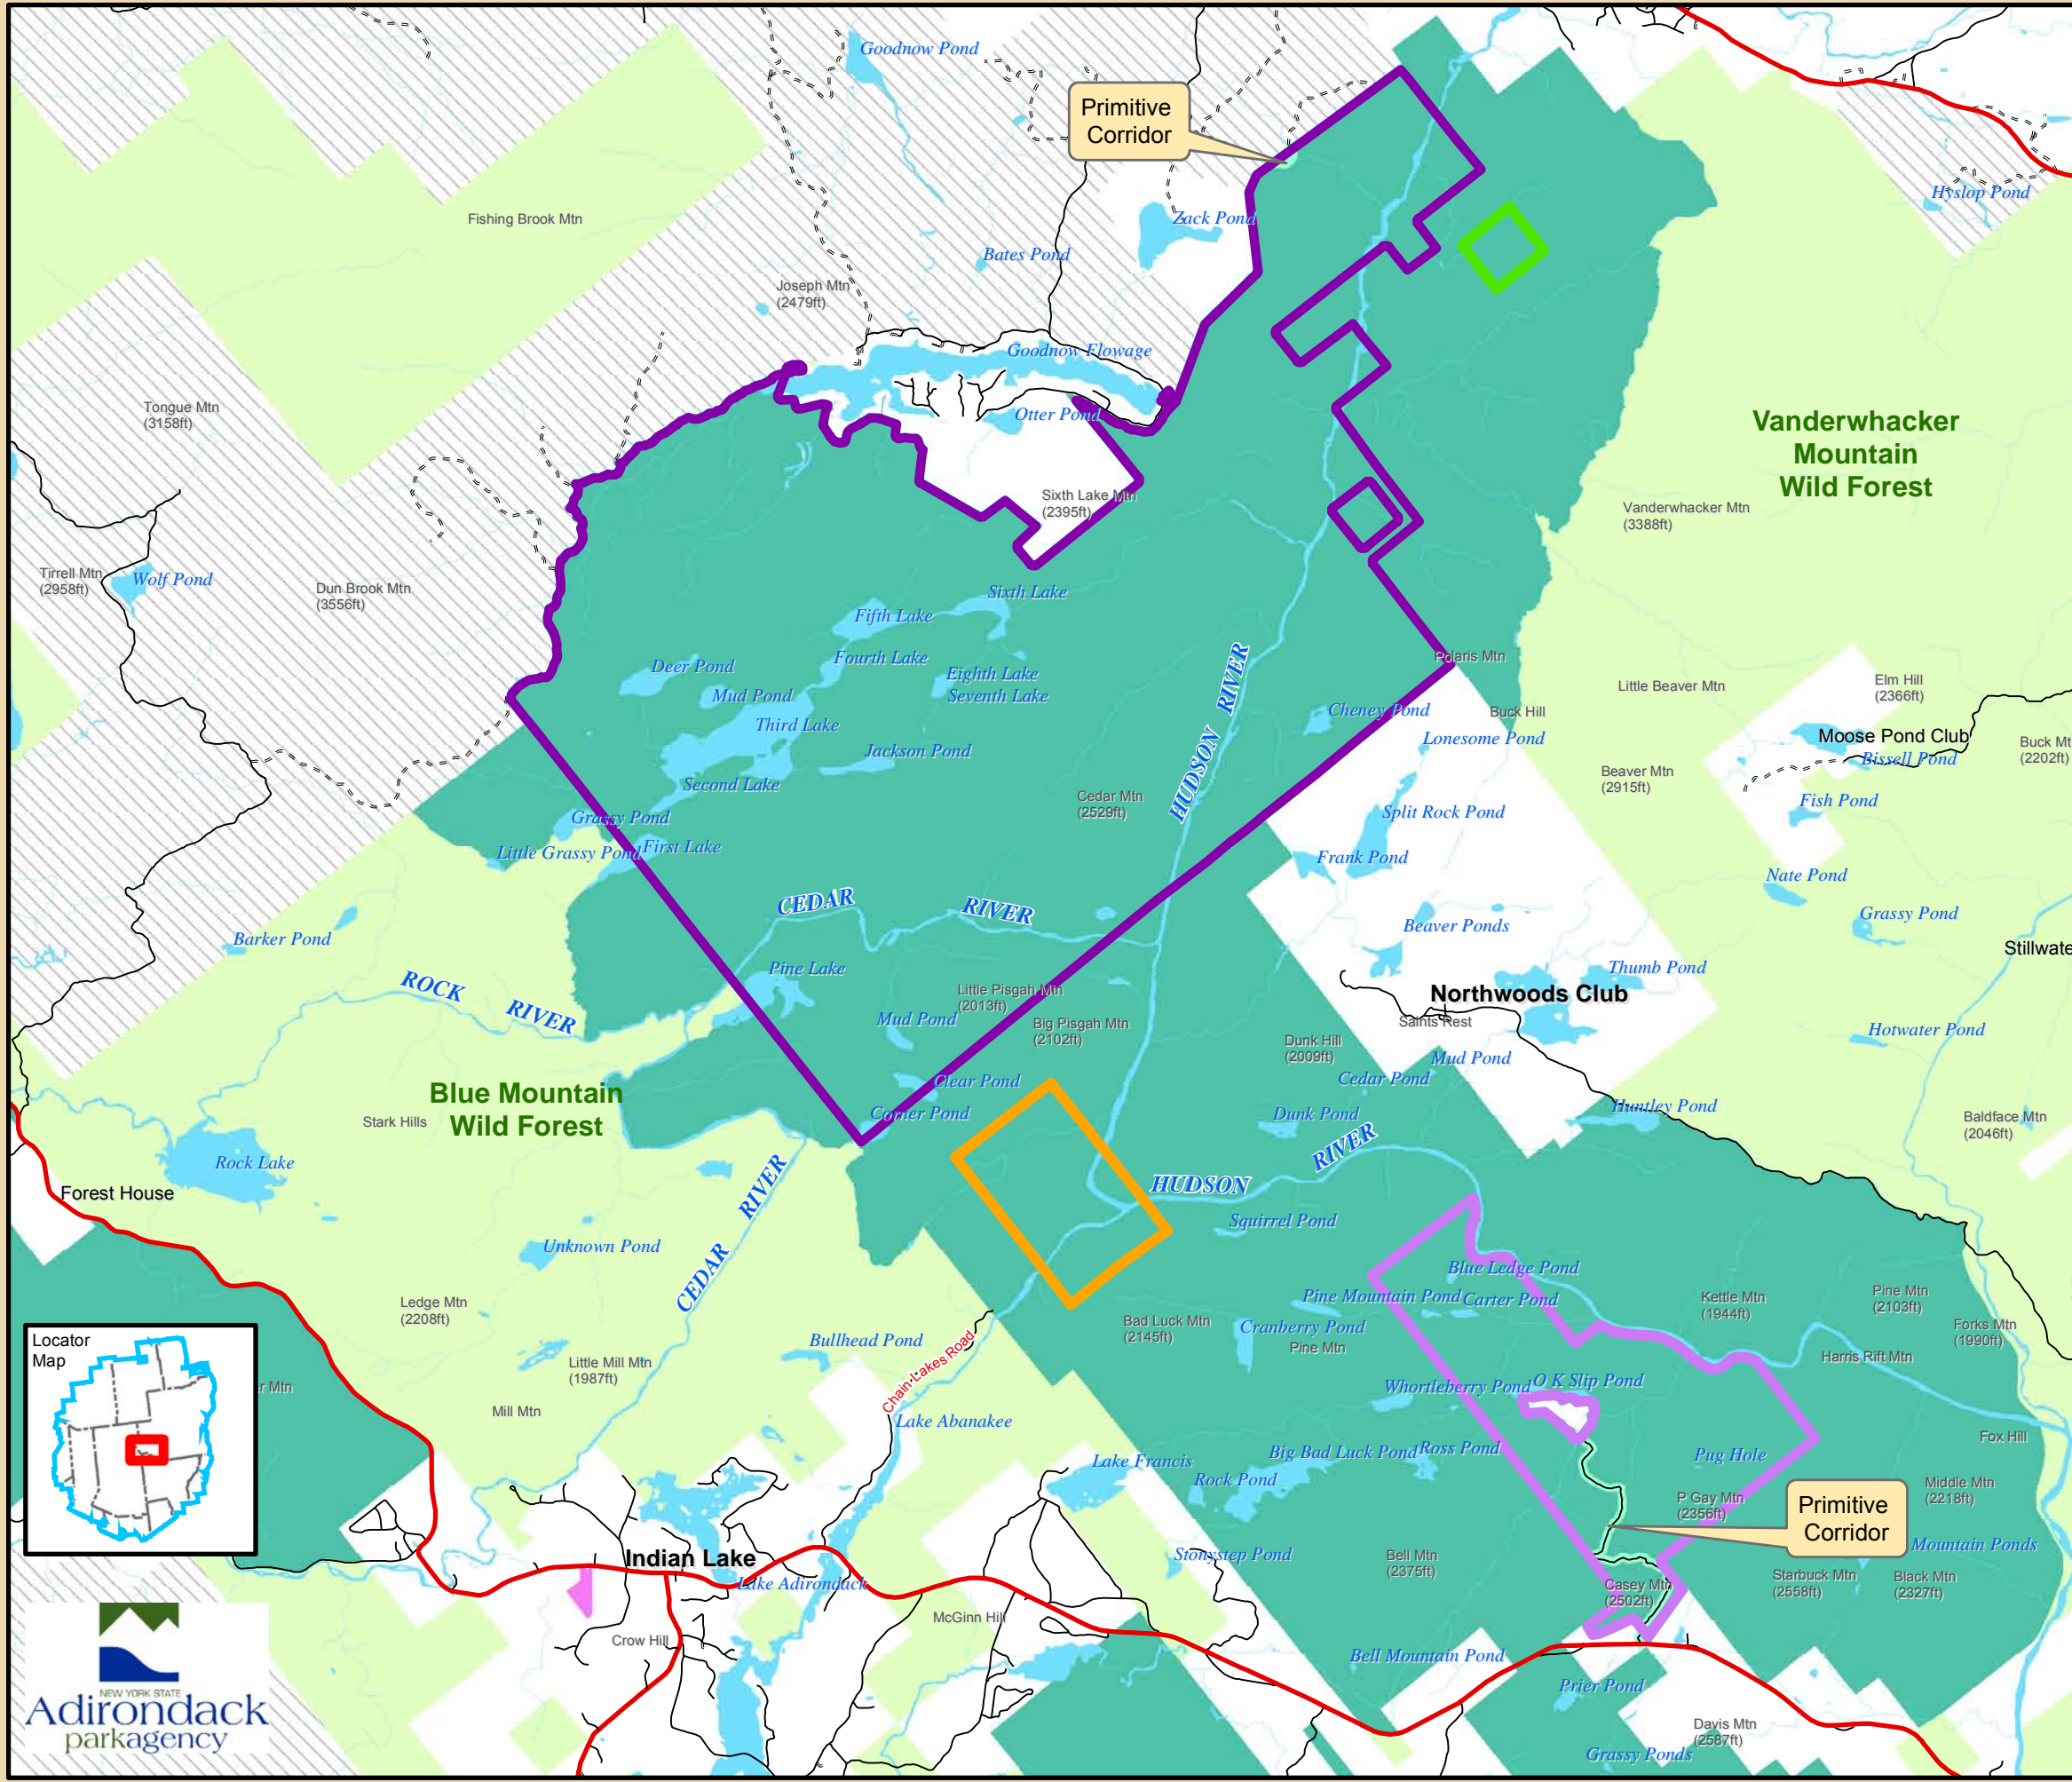 Goodnow Pond
Primitive
Corridor
Hyslop Pond
Fishing Brook Mtn
Zack Pond
Bates Pond
Joseph Mtn
(2479ft)
Goodnow Flowage
Tongue Mtn
(3158ft)
Otter Pond
Vanderwhacker
Mountain
Wild Forest
Sixth Lake Mtn
(2395ft)
Vanderwhacker Mtn
(3388ft)
Tirrell Mtn
(2958ft)
Wolf Pond
Dun Brook Mtn
(3556ft)
Sixth Lake
Fifth Lake
Fourth Lake
Deer Pond
Eighth Lake
Mud Pond
Seventh Lake
Third Lake
HUDSON RIVER
Polaris Mtn
Little Beaver Mtn
Elm Hill
(2366ft)
Cheney Pond
Buck Hill
Lonesome Pond
Moose Pond Club
Buck Mt
(2202ft)
Bissell Pond
Jackson Pond
Second Lake
Beaver Mtn
(2915ft)
Cedar Mtn
(2529ft)
Fish Pond
Split Rock Pond
Grassy Pond
Little Grassy Pond
First Lake
Frank Pond
Nate Pond
CEDAR RIVER
Grassy Pond
Beaver Ponds
Barker Pond
Stillwate
Pine Lake
Thumb Pond
ROCK RIVER
Little Pisgah Mtn
(2013ft)
Northwoods Club
Mud Pond
Big Pisgah Mtn
(2102ft)
Saints Rest
Hotwater Pond
Dunk Hill
(2009ft)
Mud Pond
Clear Pond
Cedar Pond
Blue Mountain
Wild Forest
Stark Hills
Corner Pond
Dunk Pond
Huntley Pond
Baldface Mtn
(2046ft)
Rock Lake
Forest House
CEDAR RIVER
HUDSON RIVER
Squirrel Pond
Unknown Pond
Blue Ledge Pond
Pine Mountain Pond
Carter Pond
Kettle Mtn
(1944ft)
Pine Mtn
(2103ft)
Ledge Mtn
(2208ft)
Bad Luck Mtn
(2145ft)
Cranberry Pond
Pine Mtn
Forks Mtn
(1990ft)
Harris Rift Mtn
Bullhead Pond
Chain Lakes Road
Locator
Map
r Mtn
Little Mill Mtn
(1987ft)
Mill Mtn
Whortleberry Pond
O K Slip Pond
Lake Abanakee
Fox Hill
Lake Francis
Big Bad Luck Pond
Ross Pond
Pug Hole
Rock Pond
Middle Mtn
(2218ft)
P Gay Mtn
(2356ft)
Primitive
Corridor
Mountain Ponds
Indian Lake
Stonystep Pond
Bell Mtn
(2375ft)
Lake Adirondack
Casey Mtn
(2502ft)
Starbuck Mtn
(2558ft)
Black Mtn
(2327ft)
McGinn Hill
Crow Hill
Bell Mountain Pond
Prier Pond
Davis Mtn
(2587ft)
Grassy Ponds
NEW YORK STATE
Adirondack
parkagency